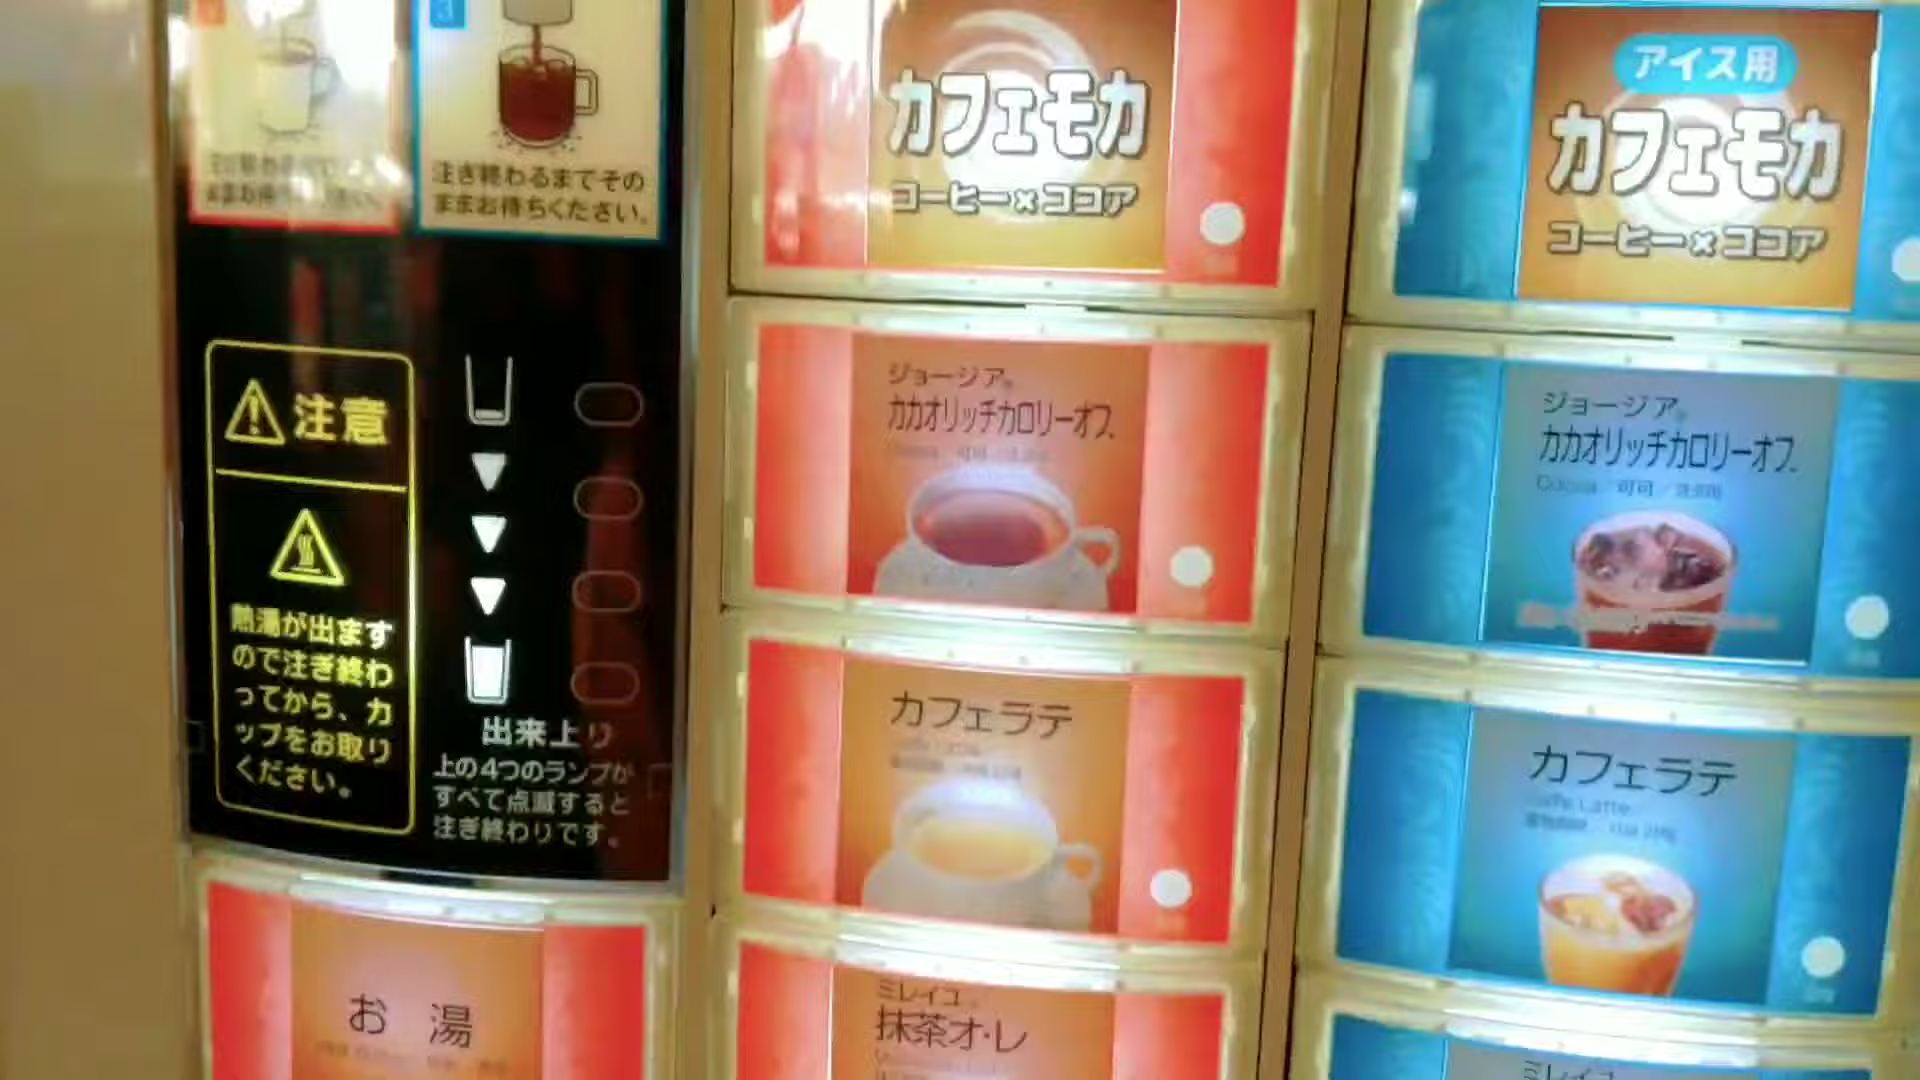 3
注ぎ終わるまでその
ままお待ちください。
注意
熱湯が出ます
ので注ぎ終わ
ってから、カ
ップをお取り
ください。
出来上り
上の4つのランプが
すべて点滅すると
注ぎ終わりです。
お湯
カフェモカ
コーヒー×ココア
ジョージア®
カカオリッチカロリーオフ
カフェラテ
ミレイユ
抹茶オ・レ
アイス用
カフェモカ
コーヒー×ココア
ジョージア®
カカオリッチカロリーオフ
Cocoa / 可可
カフェラテ
Caffe Latte
ミレイユ